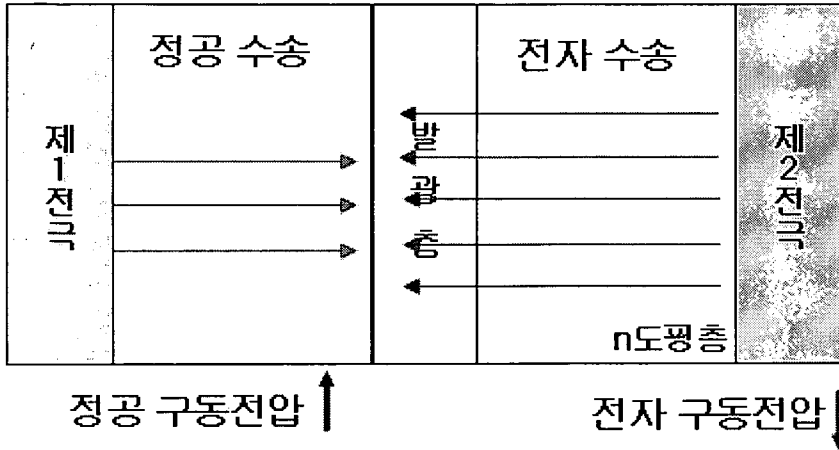 정공 수송
전자 수송
제1전극
발광층
제2전극
n도핑층
정공 구동전압
전자 구동전압